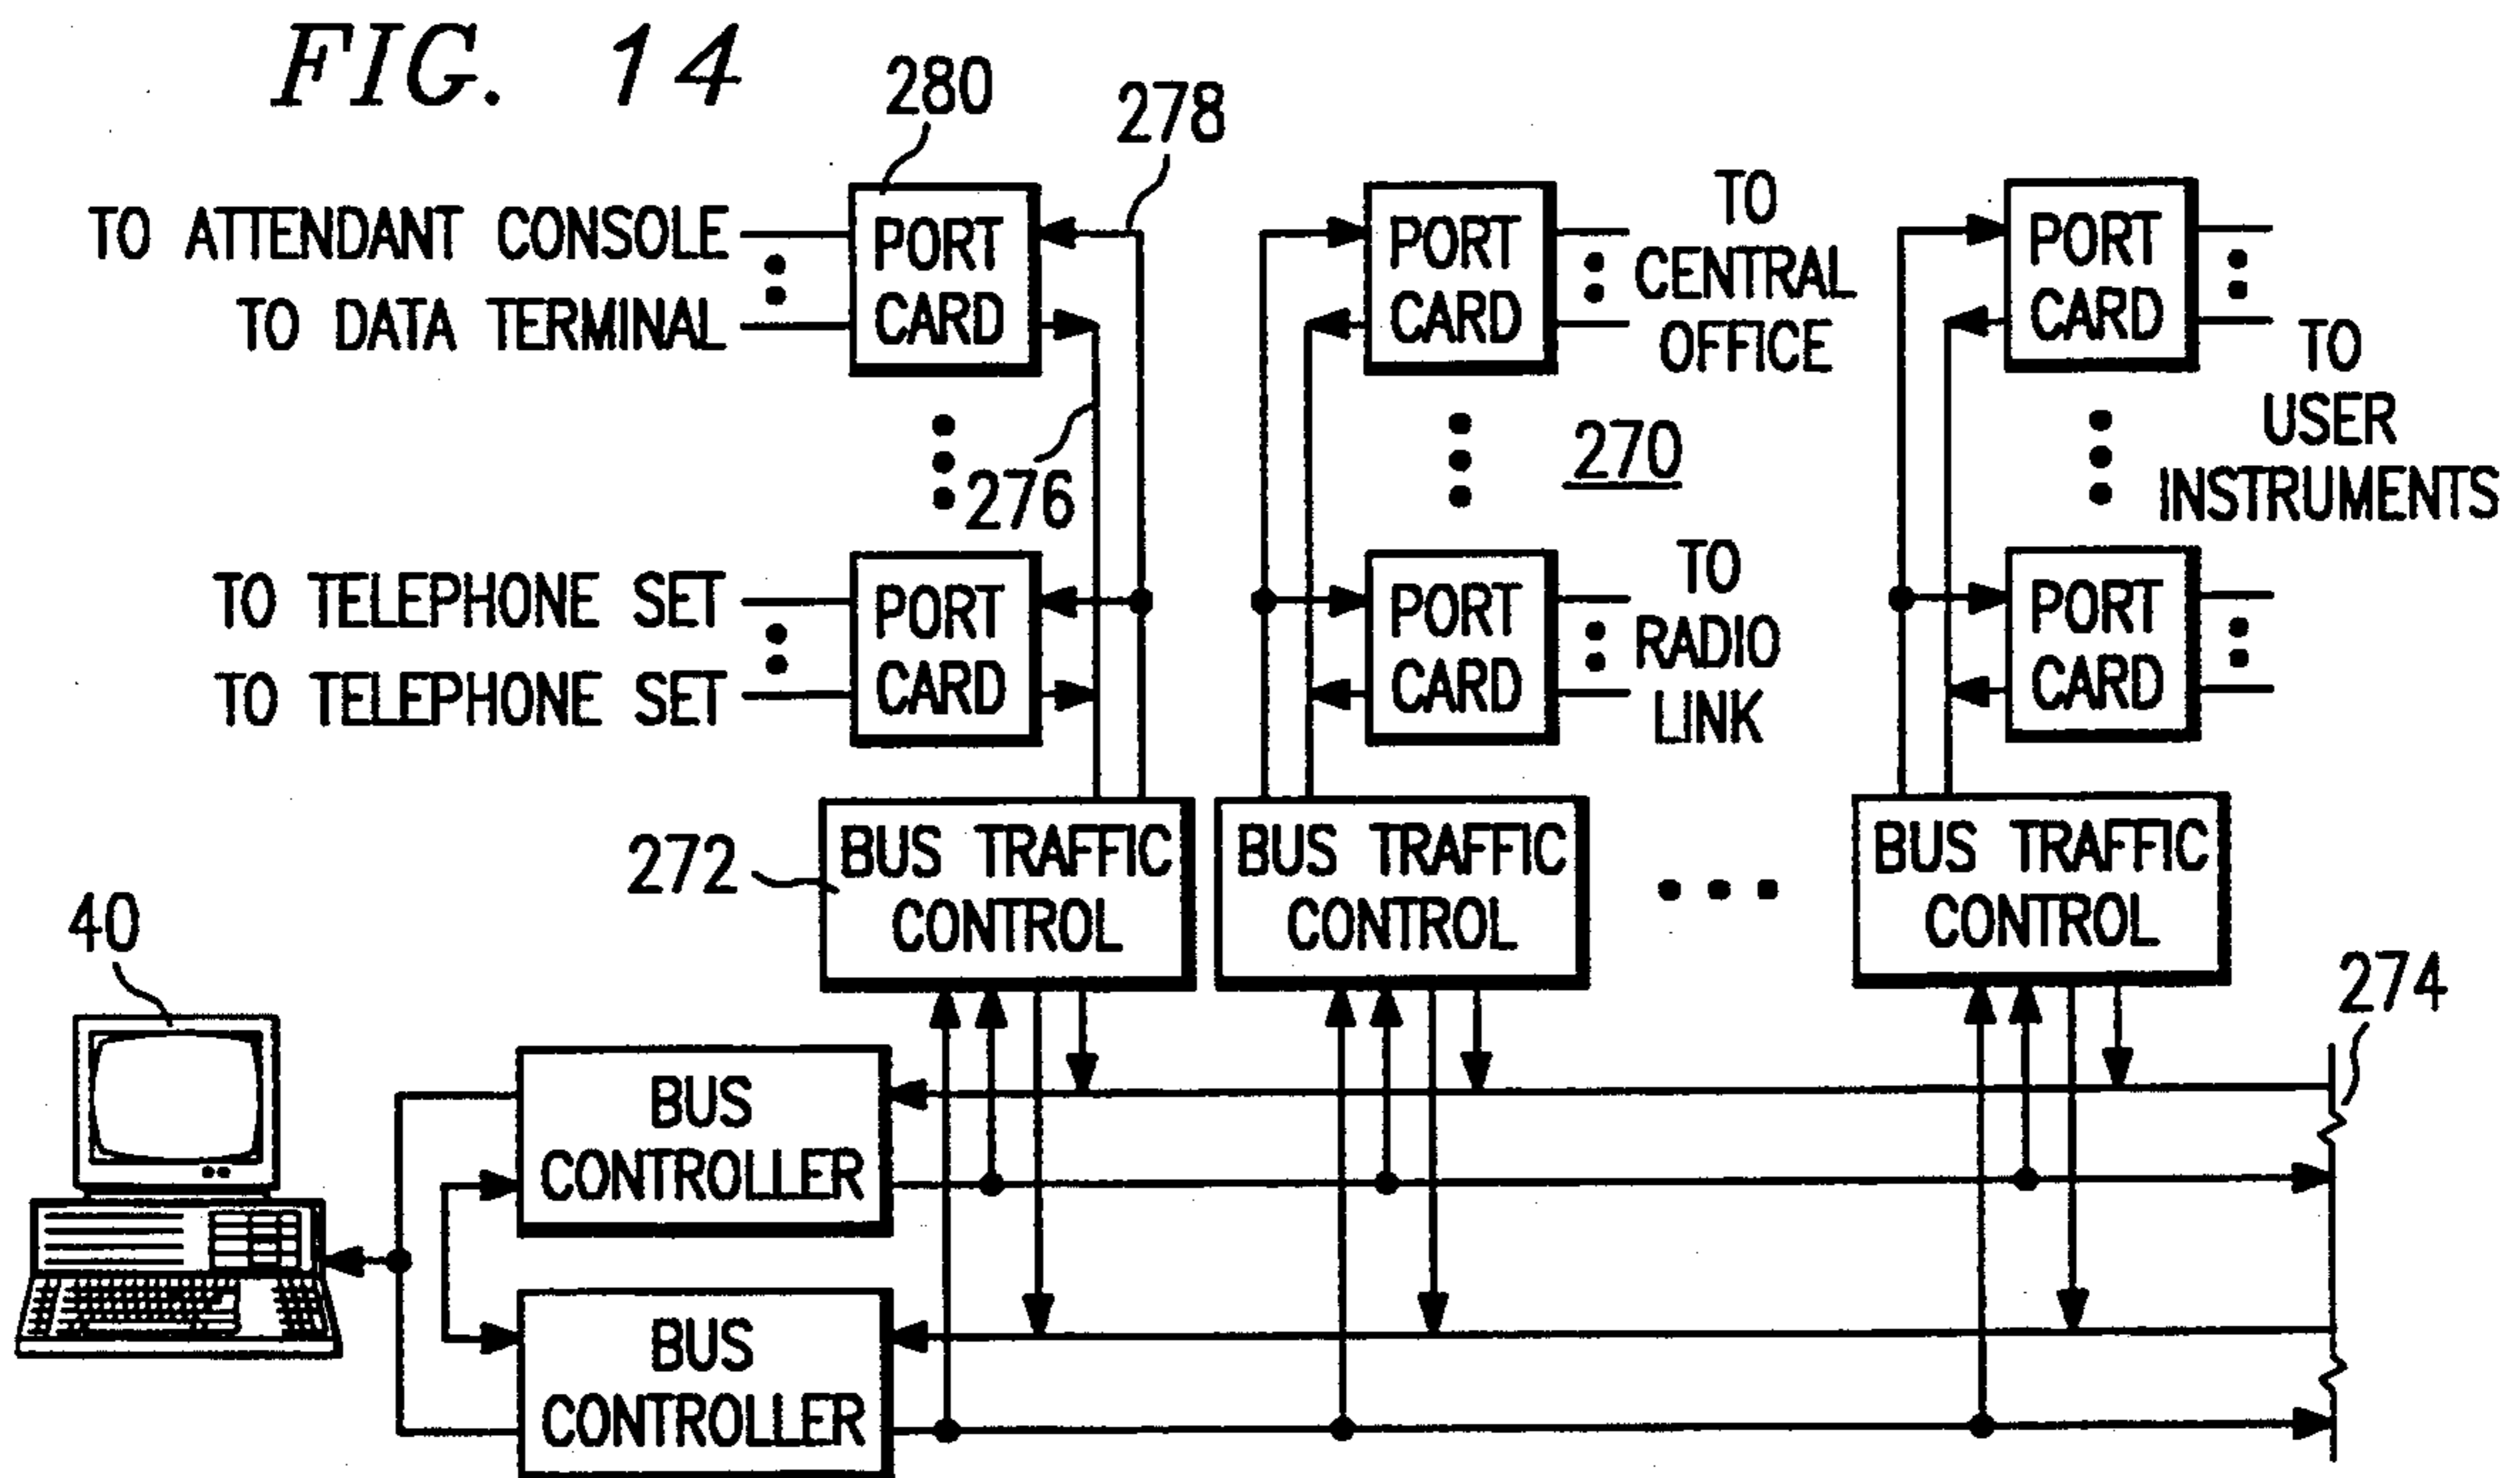 FIG. 14
280
278
TO ATTENDANT CONSOLE
TO DATA TERMINAL
PORT
CARD
PORT
CARD
TO
CENTRAL
OFFICE
PORT
CARD
TO
USER
INSTRUMENTS
276
270
TO TELEPHONE SET
TO TELEPHONE SET
PORT
CARD
PORT
CARD
TO
RADIO
LINK
PORT
CARD
272
BUS TRAFFIC
CONTROL
BUS TRAFFIC
CONTROL
BUS TRAFFIC
CONTROL
40
274
BUS
CONTROLLER
BUS
CONTROLLER